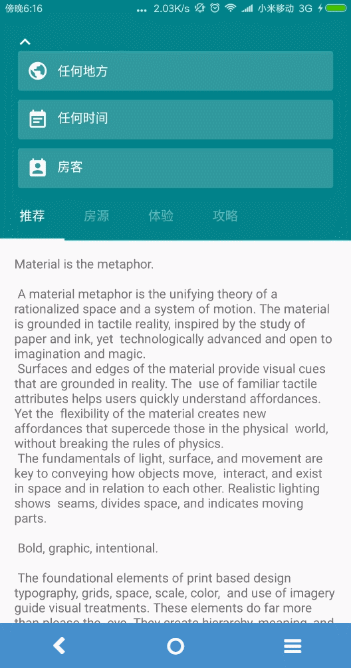 傍晚6:16 ... 2.03K/s 小米移动 3G
任何地方
任何时间
房客
推荐 房源 体验 攻略
Material is the metaphor.
A material metaphor is the unifying theory of a
rationalized space and a system of motion. The material
is grounded in tactile reality, inspired by the study of
paper and ink, yet technologically advanced and open to
imagination and magic.
Surfaces and edges of the material provide visual cues
that are grounded in reality. The use of familiar tactile
attributes helps users quickly understand affordances.
Yet the flexibility of the material creates new
affordances that supercede those in the physical world,
without breaking the rules of physics.
The fundamentals of light, surface, and movement are
key to conveying how objects move, interact, and exist
in space and in relation to each other. Realistic lighting
shows seams, divides space, and indicates moving
parts.
Bold, graphic, intentional.
The foundational elements of print based design
typography, grids, space, scale, color, and use of imagery
guide visual treatments. These elements do far more
than please the eye. They create hierarchy, meaning, and